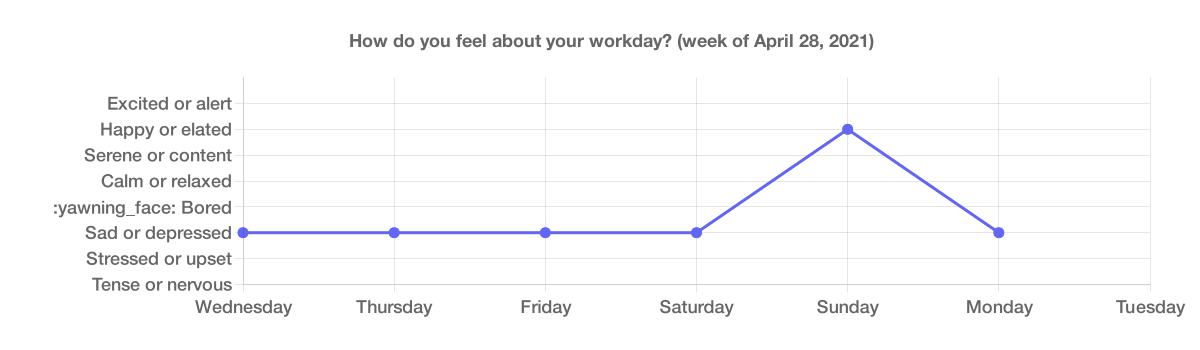 How do you feel about your workday? (week of April 28, 2021)
Excited or alert
Happy or elated
Serene or content
Calm or relaxed
:yawning_face: Bored
Sad or depressed
Stressed or upset
Tense or nervous
Wednesday Thursday Friday Saturday Sunday Monday Tuesday